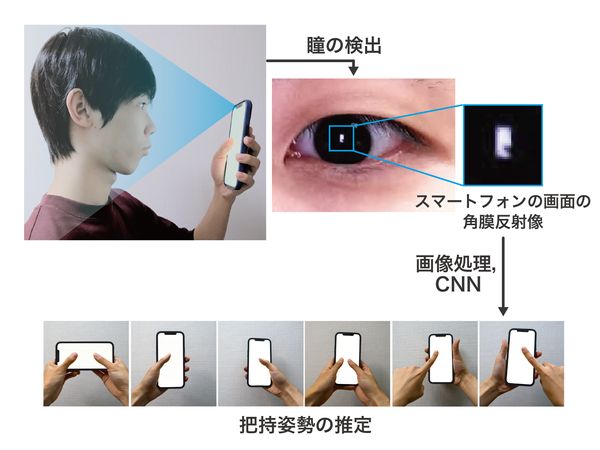 瞳の検出
スマートフォンの画面の
角膜反射像
画像処理,
CNN
把持姿勢の推定